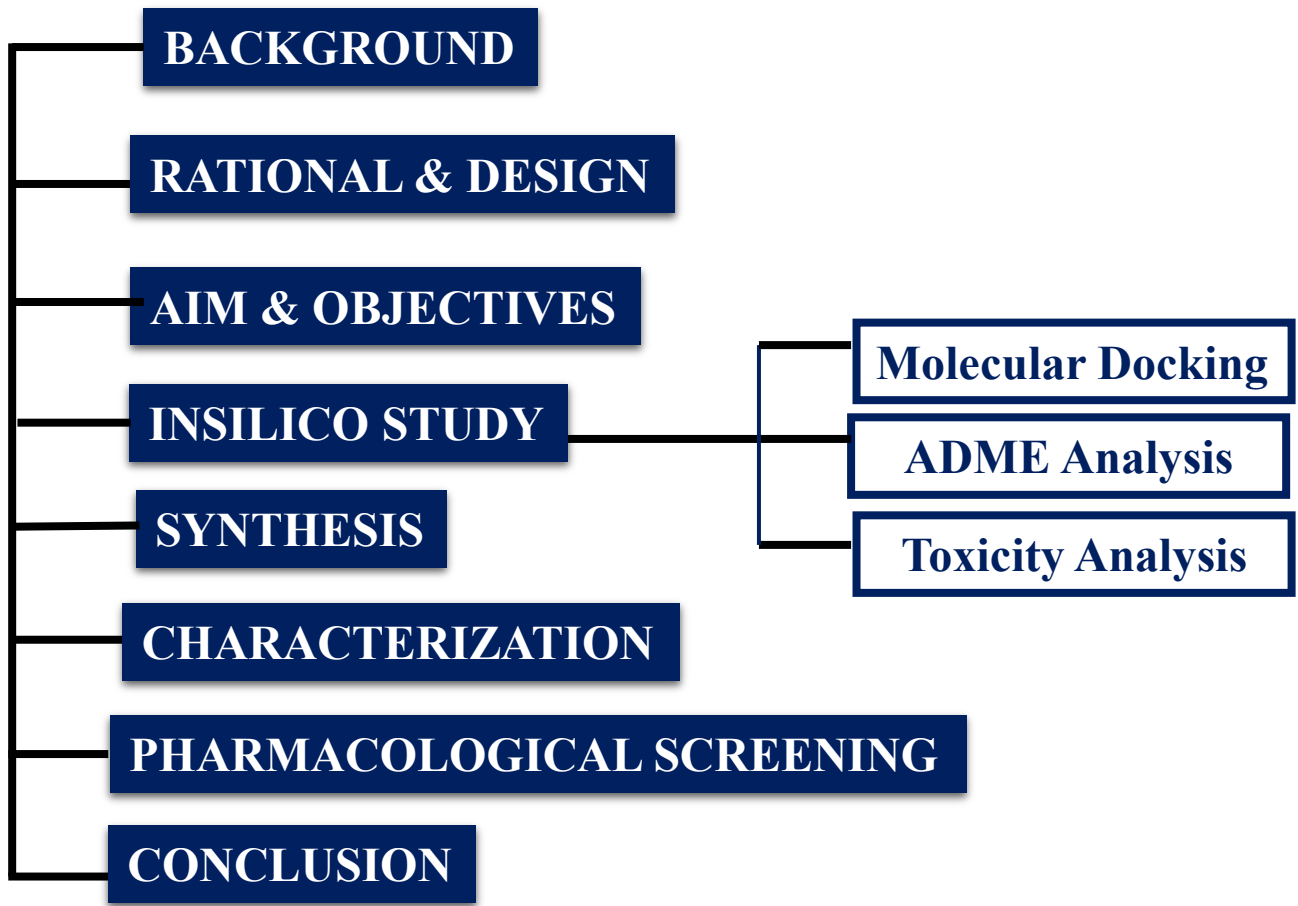 BACKGROUND
RATIONAL & DESIGN
AIM & OBJECTIVES
INSILICO STUDY
Molecular Docking
ADME Analysis
Toxicity Analysis
SYNTHESIS
CHARACTERIZATION
PHARMACOLOGICAL SCREENING
CONCLUSION